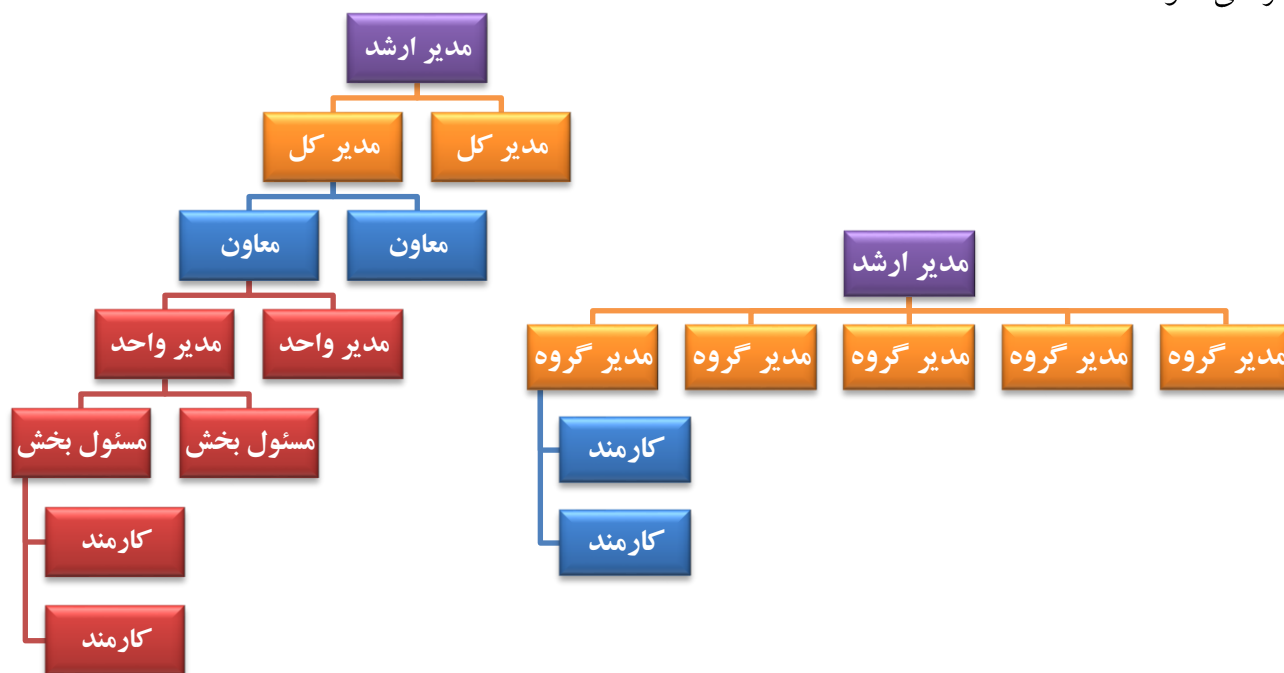 مدیر ارشد
مدیر کل
مدیر کل
معاون
معاون
مدیر واحد
مدیر واحد
مسئول بخش
مسئول بخش
کارمند
کارمند
مدیر ارشد
مدیر گروه
مدیر گروه
مدیر گروه
مدیر گروه
مدیر گروه
کارمند
کارمند